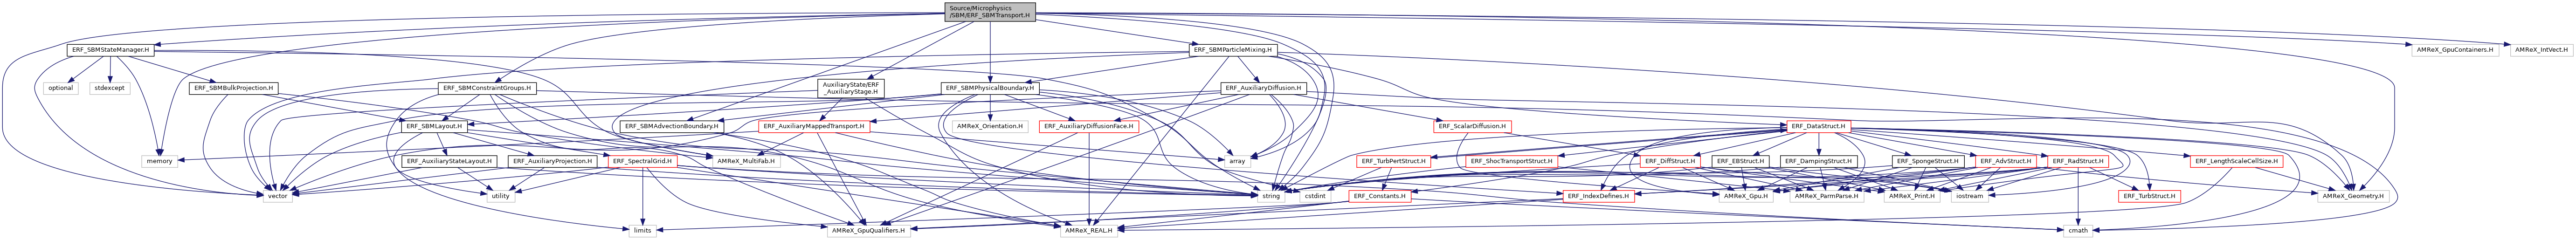 Source/Microphysics
/SBM/ERF_SBMTransport.H
ERF_SBMStateManager.H
ERF_SBMParticleMixing.H
AMReX_GpuContainers.H
AMReX_IntVect.H
optional
stdexcept
ERF_SBMBulkProjection.H
ERF_SBMConstraintGroups.H
AuxiliaryState/ERF
_AuxiliaryStage.H
ERF_SBMPhysicalBoundary.H
ERF_AuxiliaryDiffusion.H
ERF_SBMLayout.H
ERF_SBMAdvectionBoundary.H
ERF_AuxiliaryMappedTransport.H
AMReX_Orientation.H
ERF_AuxiliaryDiffusionFace.H
ERF_ScalarDiffusion.H
ERF_DataStruct.H
memory
ERF_AuxiliaryStateLayout.H
ERF_AuxiliaryProjection.H
ERF_SpectralGrid.H
AMReX_MultiFab.H
array
ERF_TurbPertStruct.H
ERF_ShocTransportStruct.H
ERF_DiffStruct.H
ERF_EBStruct.H
ERF_DampingStruct.H
ERF_SpongeStruct.H
ERF_AdvStruct.H
ERF_RadStruct.H
ERF_LengthScaleCellSize.H
vector
utility
string
cstdint
ERF_Constants.H
ERF_IndexDefines.H
AMReX_Gpu.H
AMReX_ParmParse.H
AMReX_Print.H
iostream
ERF_TurbStruct.H
AMReX_Geometry.H
limits
AMReX_GpuQualifiers.H
AMReX_REAL.H
cmath